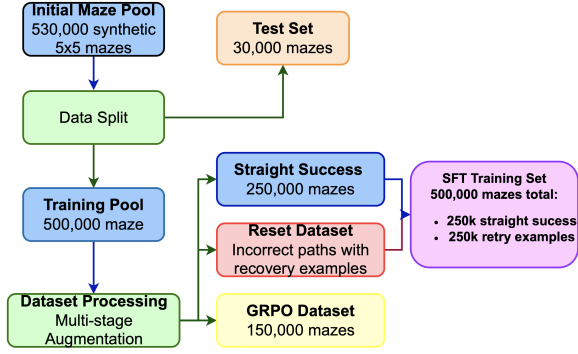 Initial Maze Pool
530,000 synthetic
5x5 mazes
Test Set
30,000 mazes
Data Split
Training Pool
500,000 maze
Straight Success
250,000 mazes
Reset Dataset
Incorrect paths with
recovery examples
SFT Training Set
500,000 mazes total:
• 250k straight sucess
• 250k retry examples
Dataset Processing
Multi-stage
Augmentation
GRPO Dataset
150,000 mazes